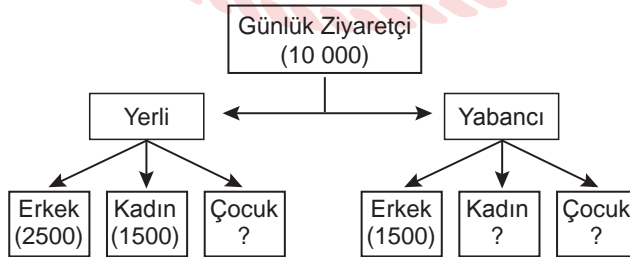 Günlük Ziyaretçi
(10 000)
Yerli
Yabancı
Erkek
(2500)
Kadın
(1500)
Çocuk
?
Erkek
(1500)
Kadın
?
Çocuk
?